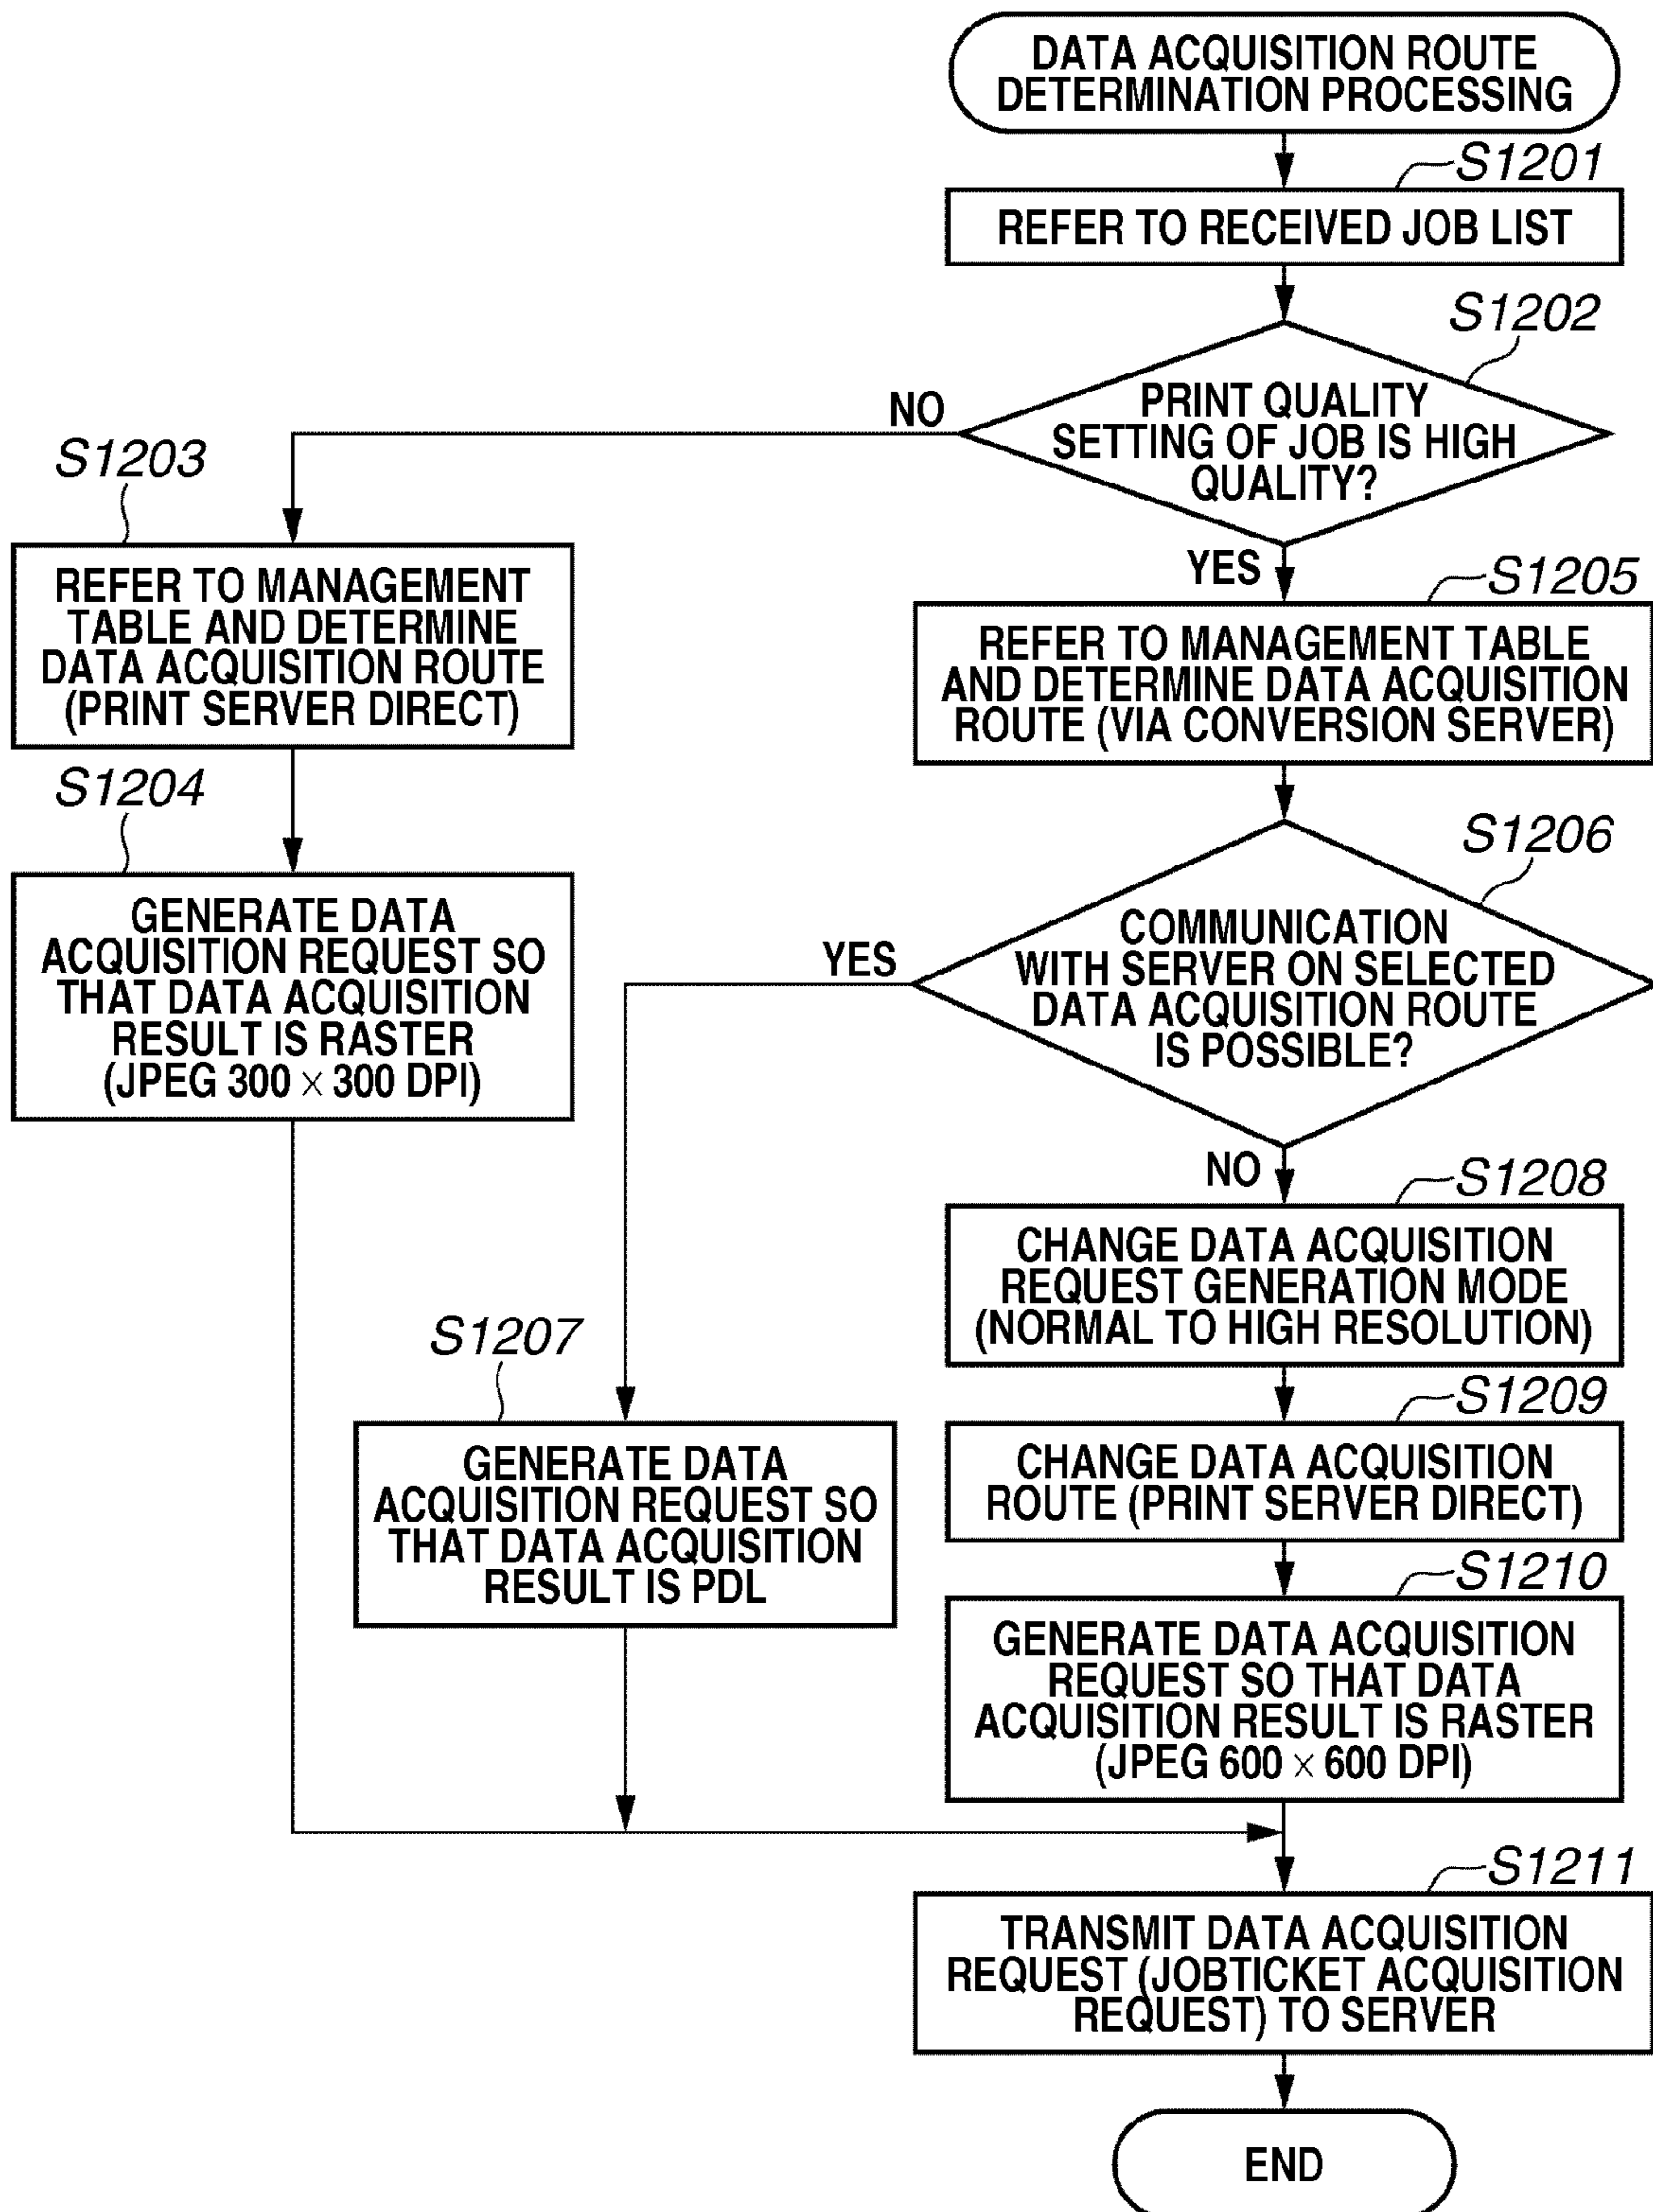 DATA ACQUISITION ROUTE
DETERMINATION PROCESSING
S1201
REFER TO RECEIVED JOB LIST
S1202
PRINT QUALITY
SETTING OF JOB IS HIGH
QUALITY?
NO
YES
S1203
REFER TO MANAGEMENT
TABLE AND DETERMINE
DATA ACQUISITION ROUTE
(PRINT SERVER DIRECT)
S1204
GENERATE DATA
ACQUISITION REQUEST SO
THAT DATA ACQUISITION
RESULT IS RASTER
(JPEG 300 × 300 DPI)
S1205
REFER TO MANAGEMENT TABLE
AND DETERMINE DATA ACQUISITION
ROUTE (VIA CONVERSION SERVER)
S1206
COMMUNICATION
WITH SERVER ON SELECTED
DATA ACQUISITION ROUTE
IS POSSIBLE?
YES
NO
S1207
GENERATE DATA
ACQUISITION REQUEST SO
THAT DATA ACQUISITION
RESULT IS PDL
S1208
CHANGE DATA ACQUISITION
REQUEST GENERATION MODE
(NORMAL TO HIGH RESOLUTION)
S1209
CHANGE DATA ACQUISITION
ROUTE (PRINT SERVER DIRECT)
S1210
GENERATE DATA ACQUISITION
REQUEST SO THAT DATA
ACQUISITION RESULT IS RASTER
(JPEG 600 × 600 DPI)
S1211
TRANSMIT DATA ACQUISITION
REQUEST (JOBTICKET ACQUISITION
REQUEST) TO SERVER
END